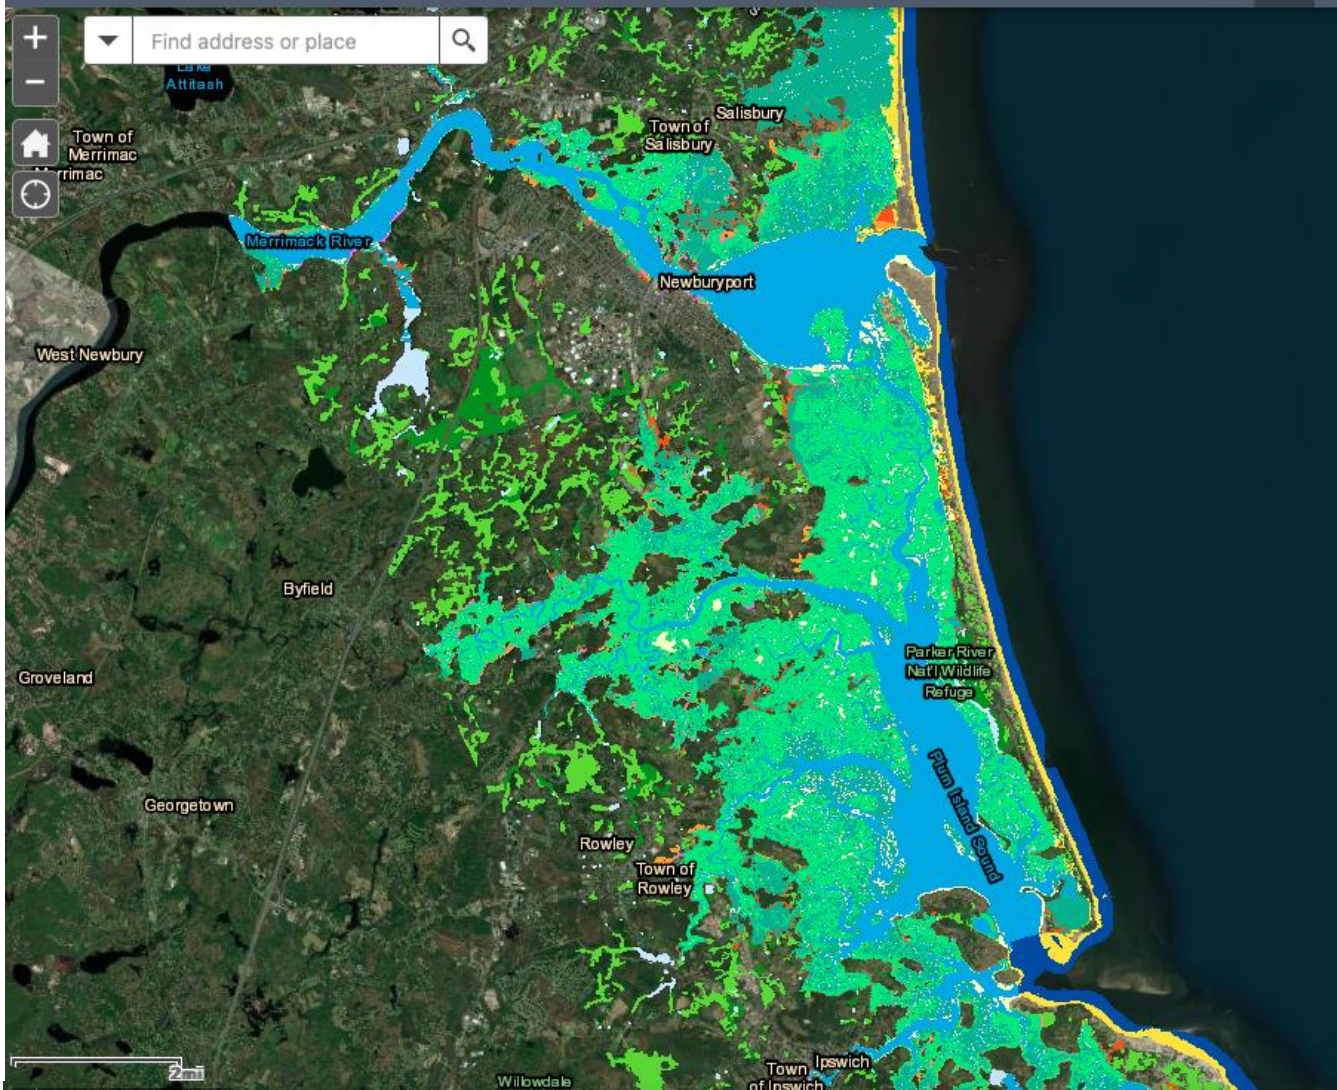 +
Find address or place
−
Lake
Attitash
Salisbury
Town of
Salisbury
Town of
Merrimac
Merrimac
Merrimack River
Newburyport
West Newbury
Byfield
Parker River
Nat'l Wildlife
Refuge
Groveland
Plum Island Sound
Georgetown
Rowley
Town of
Rowley
2mi
Ipswich
Town
of Ipswich
Willowdale